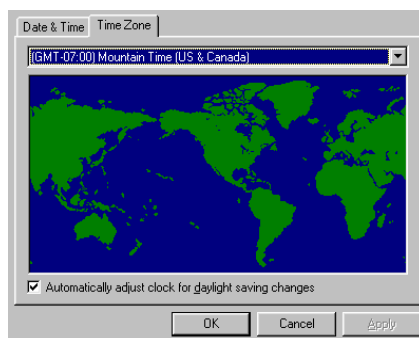 Date & Time Time Zone
(GMT-07:00) Mountain Time (US & Canada)
Automatically adjust clock for daylight saving changes
OK Cancel Apply